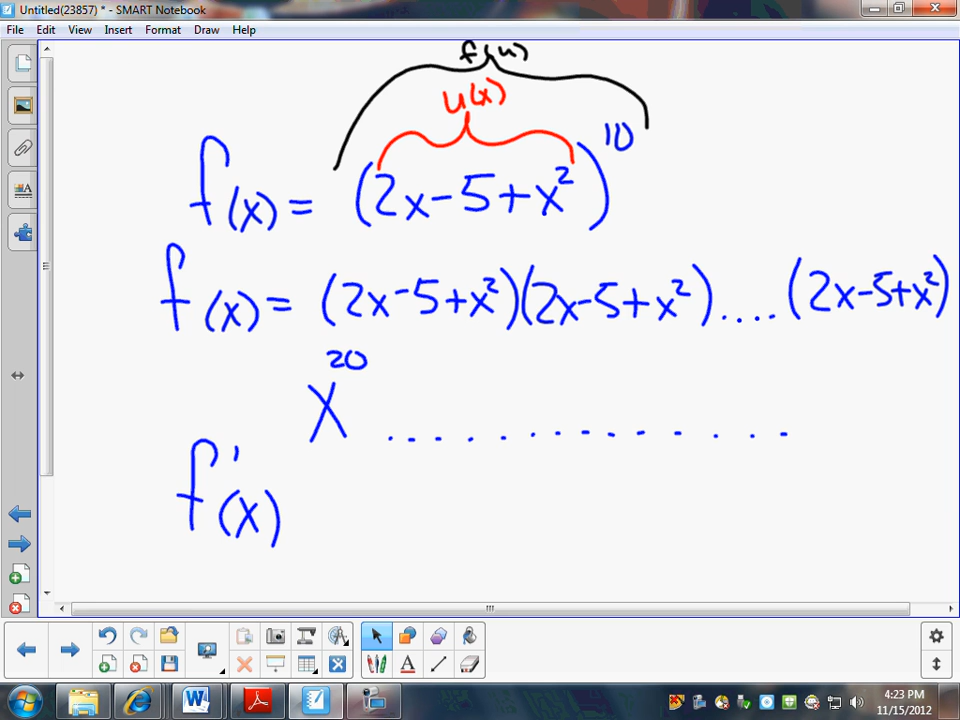 Untitled(23857) * - SMART Notebook
File Edit View Insert Format Draw Help
f(u)
u(x)
f(x) = (2x-5+x²)¹⁰
f(x) = (2x-5+x²)(2x-5+x²)....(2x-5+x²)
x²⁰ .............
f'(x)
4:23 PM
11/15/2012